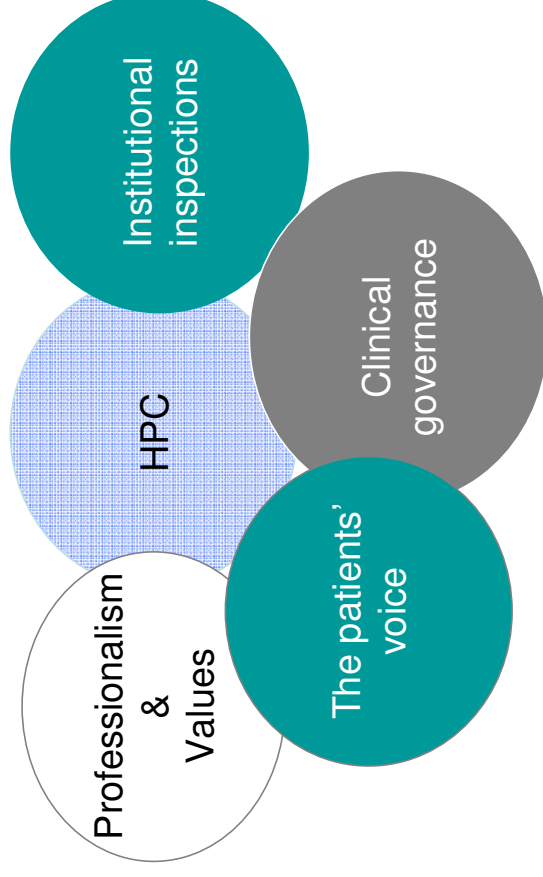 Professionalism
&
Values
HPC
Institutional
inspections
The patients’
voice
Clinical
governance